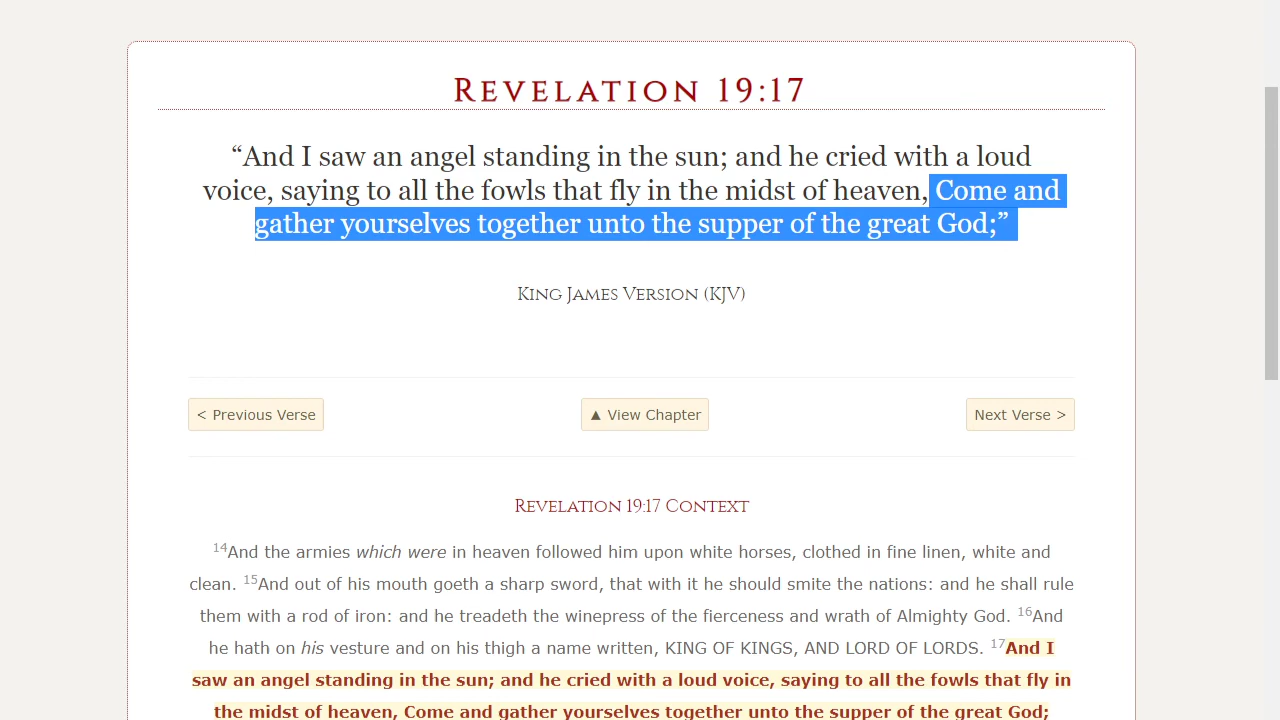 Revelation 19:17
“And I saw an angel standing in the sun; and he cried with a loud
voice, saying to all the fowls that fly in the midst of heaven, Come and
gather yourselves together unto the supper of the great God;”
King James Version (KJV)
< Previous Verse
▲ View Chapter
Next Verse >
Revelation 19:17 Context
14And the armies which were in heaven followed him upon white horses, clothed in fine linen, white and
clean. 15And out of his mouth goeth a sharp sword, that with it he should smite the nations: and he shall rule
them with a rod of iron: and he treadeth the winepress of the fierceness and wrath of Almighty God. 16And
he hath on his vesture and on his thigh a name written, KING OF KINGS, AND LORD OF LORDS. 17And I
saw an angel standing in the sun; and he cried with a loud voice, saying to all the fowls that fly in
the midst of heaven, Come and gather yourselves together unto the supper of the great God;